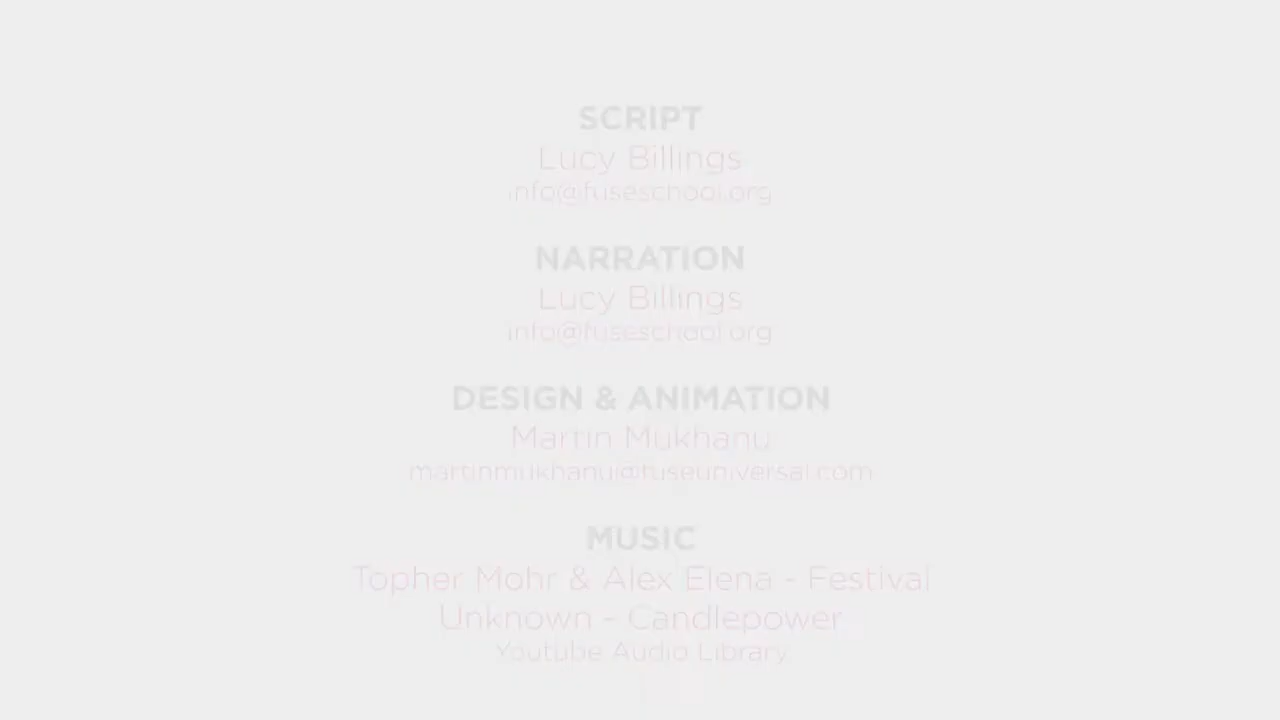 SCRIPT
Lucy Billings
info@fuseschool.org
NARRATION
Lucy Billings
info@fuseschool.org
DESIGN & ANIMATION
Martin Mukhanu
martinmukhanu@fuseuniversal.com
MUSIC
Topher Mohr & Alex Elena - Festival
Unknown - Candlepower
Youtube Audio Library